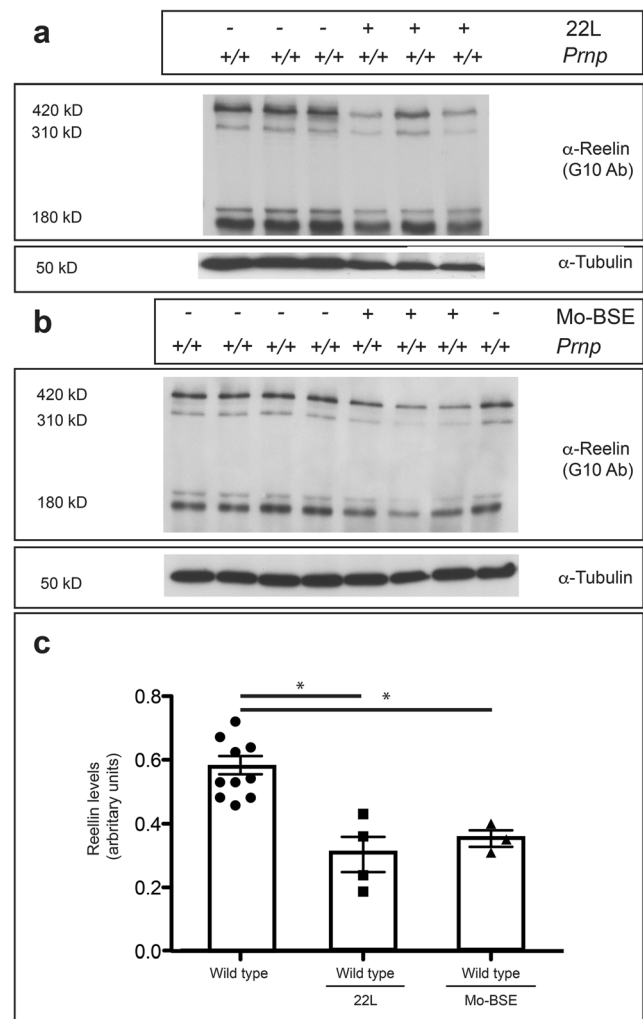 a
- - - + + + 22L
+/+ +/+ +/+ +/+ +/+ +/+ Prnp
420 kD
310 kD
α-Reelin
(G10 Ab)
180 kD
50 kD α-Tubulin
b
- - - - + + + - Mo-BSE
+/+ +/+ +/+ +/+ +/+ +/+ +/+ +/+ Prnp
420 kD
310 kD
α-Reelin
(G10 Ab)
180 kD
50 kD α-Tubulin
c
* *
Reellin levels
(arbritary units)
0.8
0.6
0.4
0.2
0.0
Wild type Wild type Wild type
22L Mo-BSE